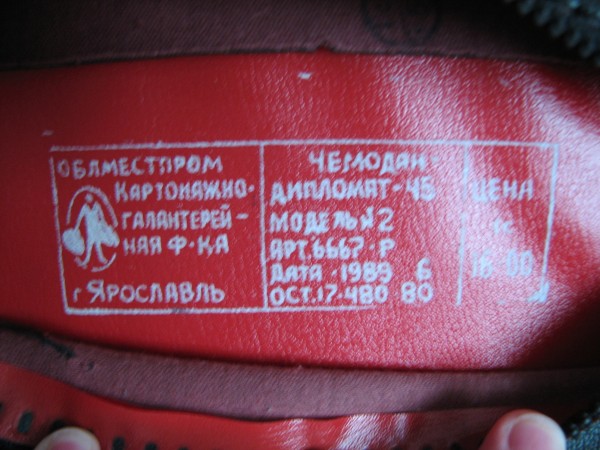 ОБЛМЕСТПРОМ
КАРТОНАЖНО-
ГАЛАНТЕРЕЙ-
НАЯ Ф-КА
г ЯРОСЛАВЛЬ
ЧЕМОДАН-
ДИПЛОМАТ-45
МОДЕЛЬ №2
АРТ.6667-Р
ДАТА-1989 6
ОСТ.17-480 80
ЦЕНА
16 00